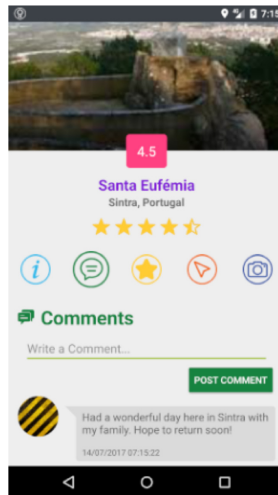 7:15
4.5
Santa Eufémia
Sintra, Portugal
i
Comments
Write a Comment...
POST COMMENT
Had a wonderful day here in Sintra with
my family. Hope to return soon!
14/07/2017 07:15:22